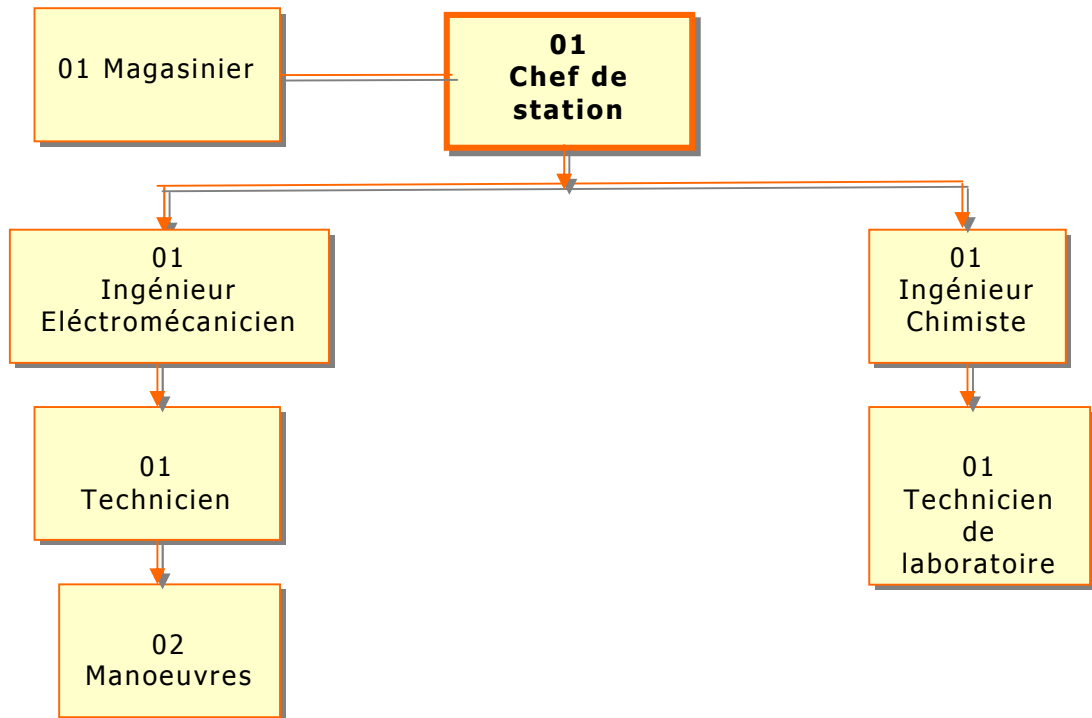 01 Magasinier
01
Chef de
station
01
Ingénieur
Eléctromécanicien
01
Ingénieur
Chimiste
01
Technicien
01
Technicien
de
laboratoire
02
Manoeuvres